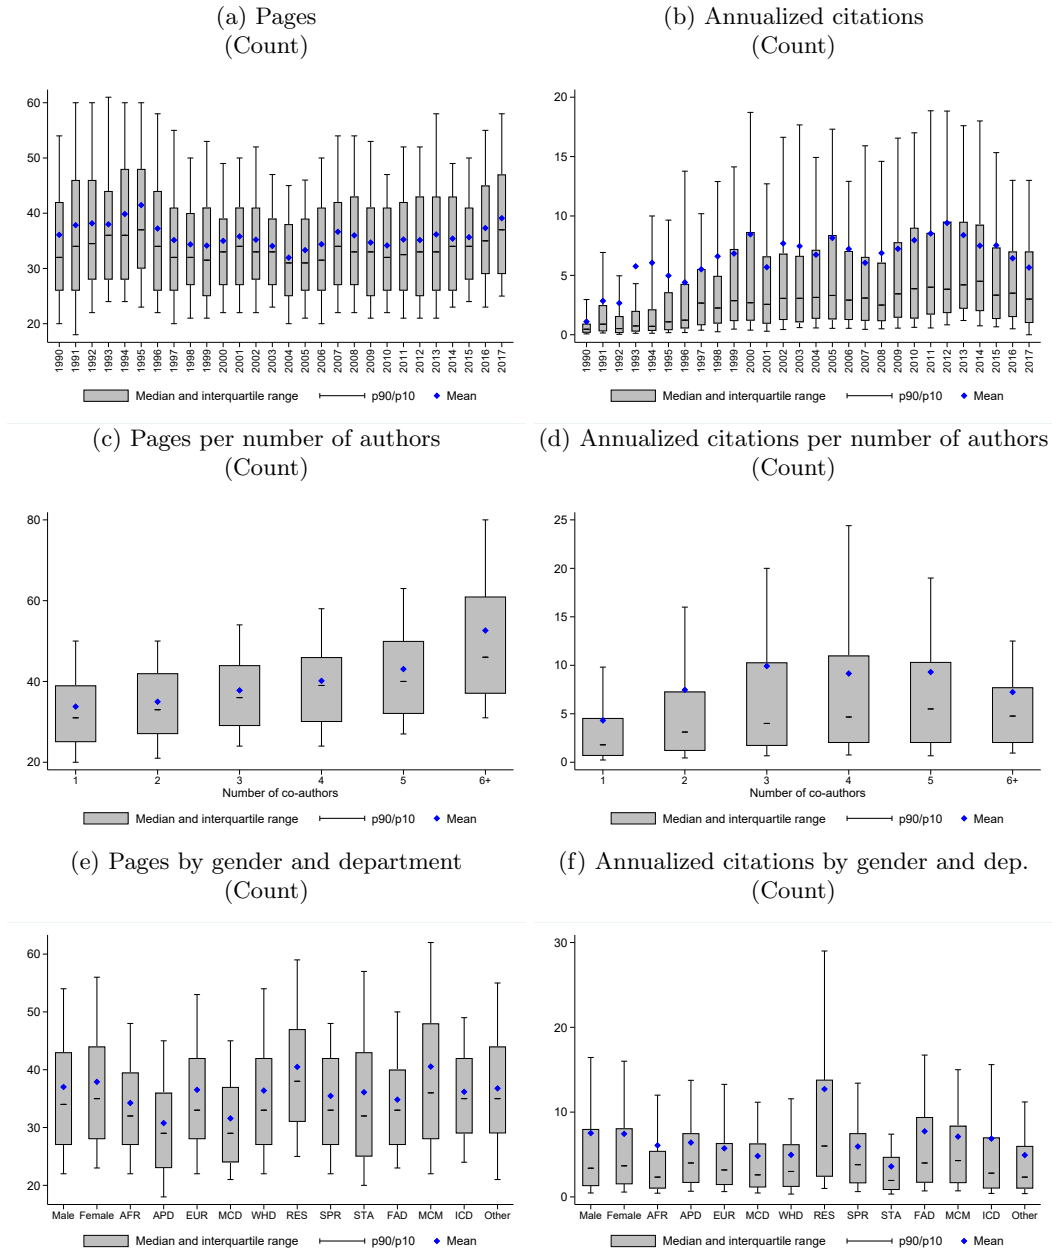 (a) Pages
(Count)
60
50
40
30
20
1990 1991 1992 1993 1994 1995 1996 1997 1998 1999 2000 2001 2002 2003 2004 2005 2006 2007 2008 2009 2010 2011 2012 2013 2014 2015 2016 2017
Median and interquartile range p90/p10 Mean
(b) Annualized citations
(Count)
20
15
10
5
0
1990 1991 1992 1993 1994 1995 1996 1997 1998 1999 2000 2001 2002 2003 2004 2005 2006 2007 2008 2009 2010 2011 2012 2013 2014 2015 2016 2017
Median and interquartile range p90/p10 Mean
(c) Pages per number of authors
(Count)
80
60
40
20
1 2 3 4 5 6+
Number of co-authors
Median and interquartile range p90/p10 Mean
(d) Annualized citations per number of authors
(Count)
25
20
15
10
5
0
1 2 3 4 5 6+
Number of co-authors
Median and interquartile range p90/p10 Mean
(e) Pages by gender and department
(Count)
60
50
40
30
20
Male Female AFR APD EUR MCD WHD RES SPR STA FAD MCM ICD Other
Median and interquartile range p90/p10 Mean
(f) Annualized citations by gender and dep.
(Count)
30
20
10
0
Male Female AFR APD EUR MCD WHD RES SPR STA FAD MCM ICD Other
Median and interquartile range p90/p10 Mean